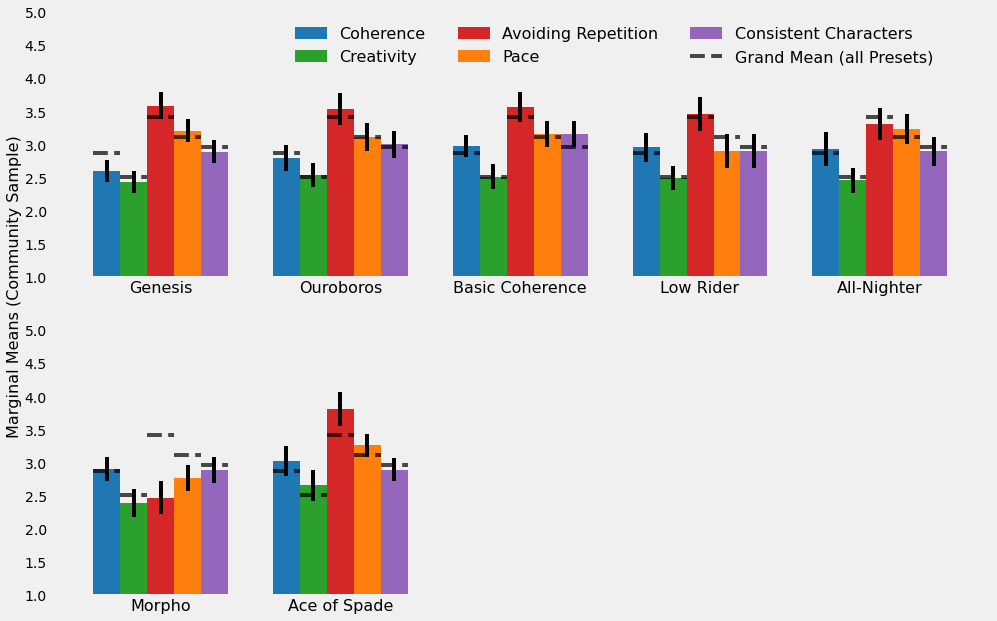 Marginal Means (Community Sample)
5.0
4.5
4.0
3.5
3.0
2.5
2.0
1.5
1.0
Coherence
Creativity
Avoiding Repetition
Pace
Consistent Characters
Grand Mean (all Presets)
Genesis
Ouroboros
Basic Coherence
Low Rider
All-Nighter
5.0
4.5
4.0
3.5
3.0
2.5
2.0
1.5
1.0
Morpho
Ace of Spade